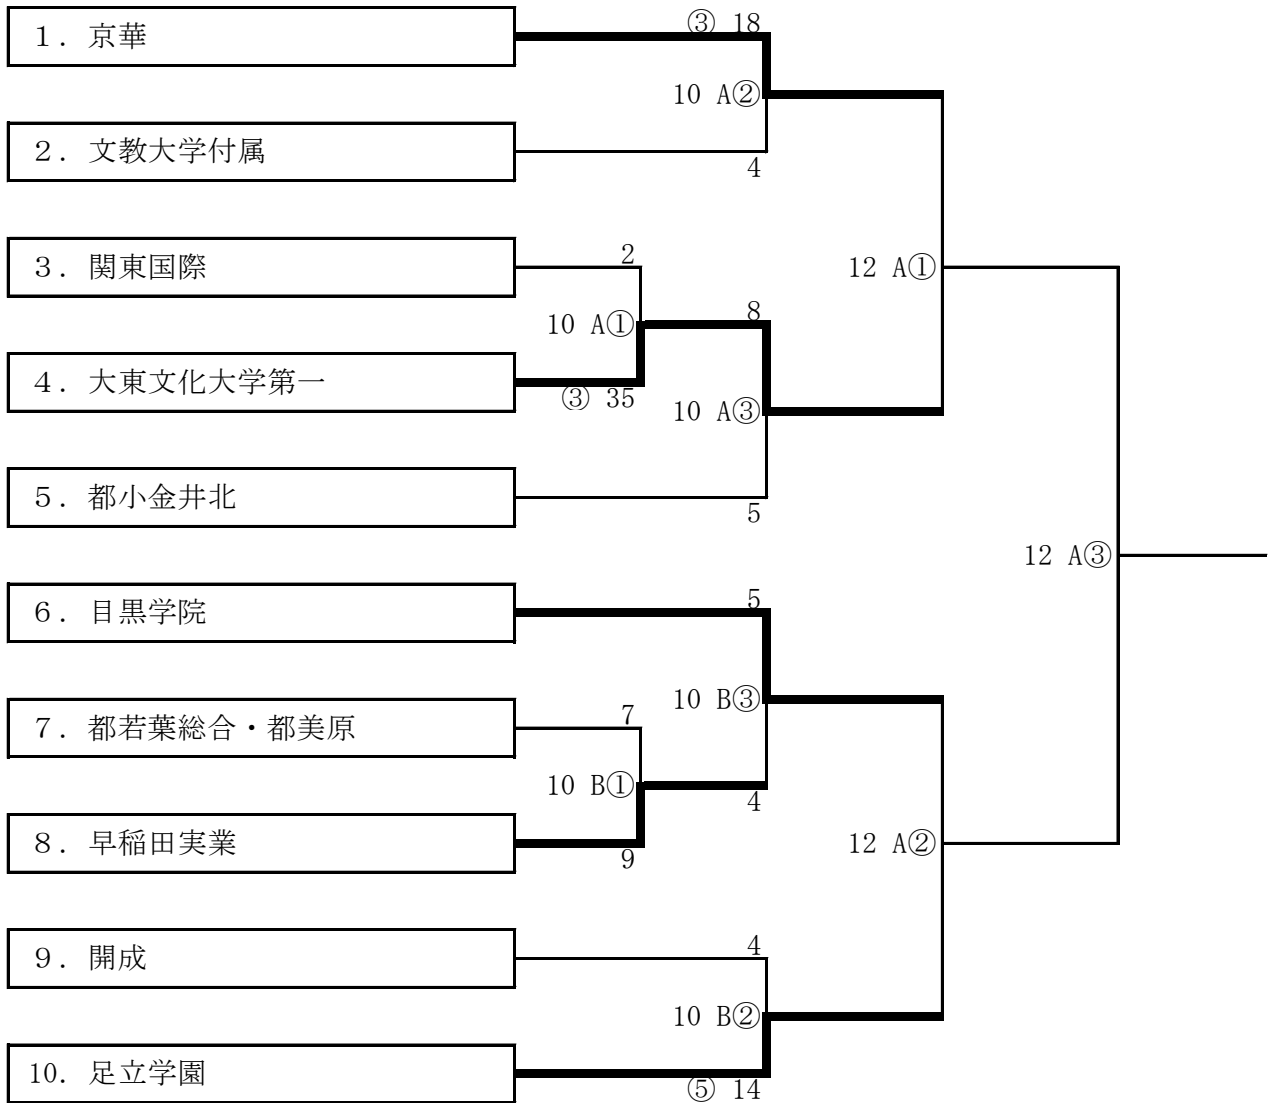 ③ 18
１．京華
10 A②
２．文教大学付属
4
2
３．関東国際
12 A①
8
10 A①
４．大東文化大学第一
③ 35
10 A③
５．都小金井北
5
12 A③
5
６．目黒学院
10 B③
7
７．都若葉総合・都美原
10 B①
4
８．早稲田実業
12 A②
9
4
９．開成
10 B②
10．足立学園
⑤ 14